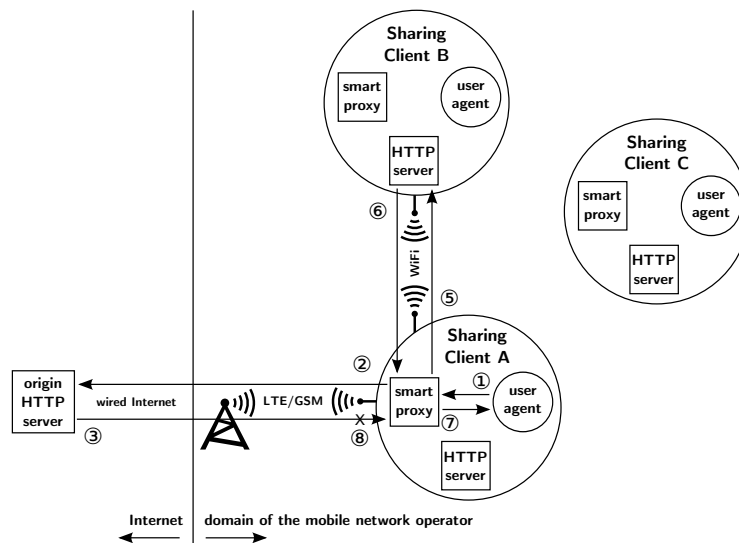 Sharing
Client B
smart
proxy
user
agent
HTTP
server
Sharing
Client C
smart
proxy
user
agent
HTTP
server
⑥
WiFi
⑤
Sharing
Client A
②
①
origin
HTTP
server
wired Internet
LTE/GSM
smart
proxy
user
agent
③
X
⑧
⑦
HTTP
server
Internet
domain of the mobile network operator